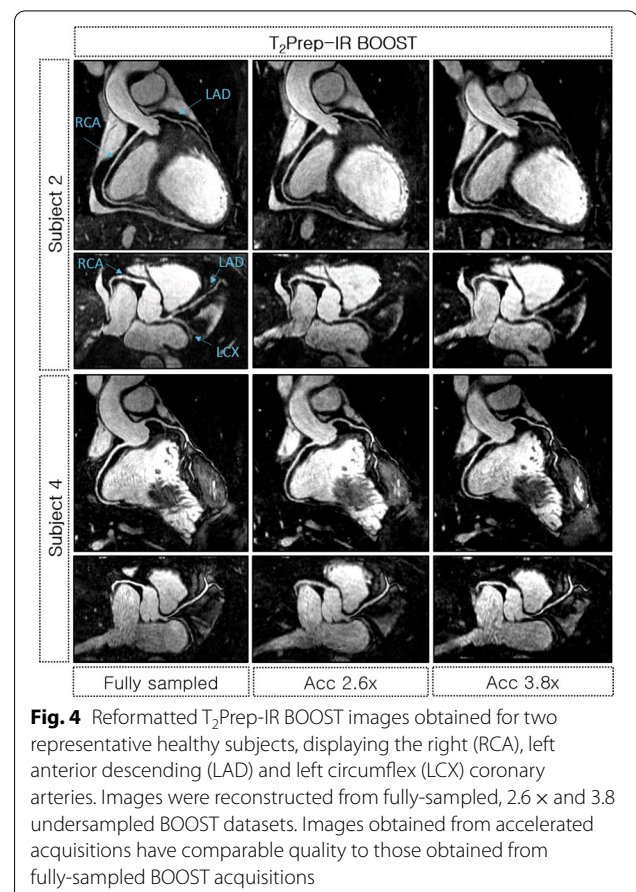 T₂Prep-IR BOOST
Subject 2
LAD
RCA
RCA
LAD
LCX
Subject 4
Fully sampled
Acc 2.6x
Acc 3.8x
Fig. 4 Reformatted T₂Prep-IR BOOST images obtained for two
representative healthy subjects, displaying the right (RCA), left
anterior descending (LAD) and left circumflex (LCX) coronary
arteries. Images were reconstructed from fully-sampled, 2.6 × and 3.8
undersampled BOOST datasets. Images obtained from accelerated
acquisitions have comparable quality to those obtained from
fully-sampled BOOST acquisitions